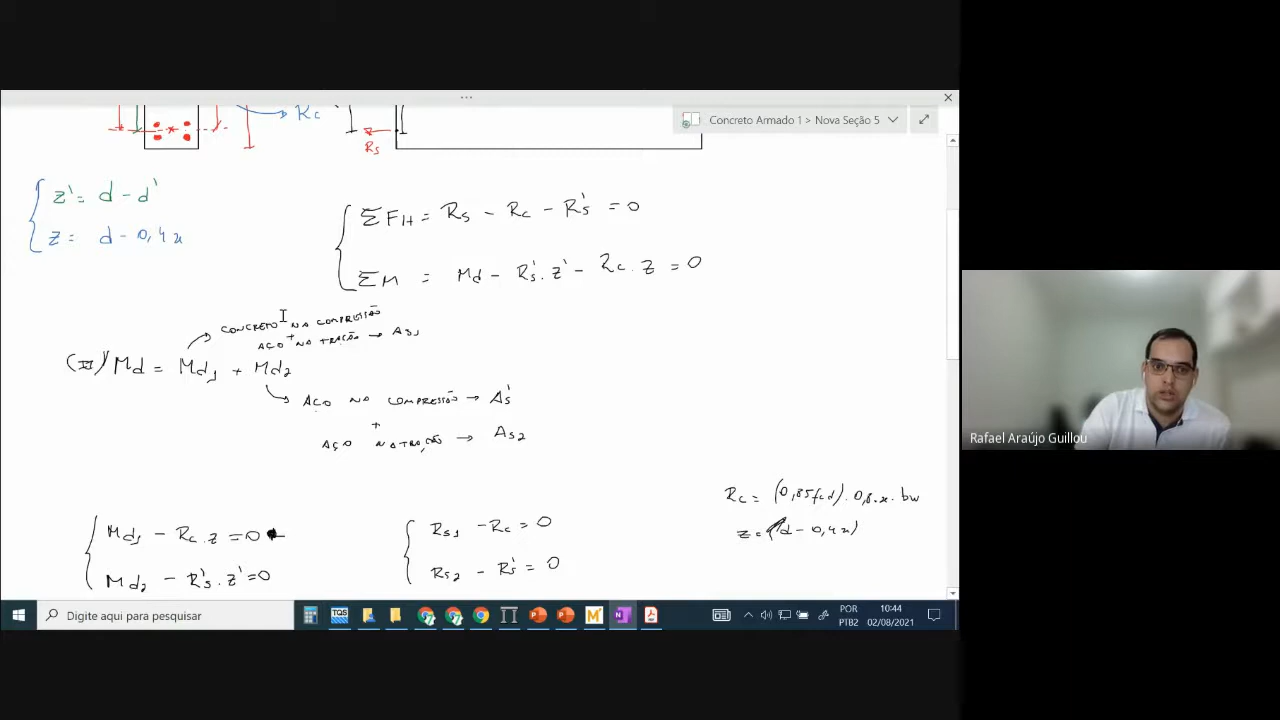 ...
Rc
Concreto Armado 1 > Nova Seção 5
Rs
z' = d - d'
z = d - 0,4x
ΣFH = Rs - Rc - R's = 0
ΣM = Md - R's.z' - Rc.z = 0
CONCRETO NA COMPRESSÃO
+
AÇO NA TRAÇÃO → As1
(II) Md = Md1 + Md2
AÇO NA COMPRESSÃO → A's
+
AÇO NA TRAÇÃO → As2
Rafael Araújo Guillou
Rc = (0,85fcd).0,8.x.bw
z = (d - 0,4x)
Md1 - Rc.z = 0
Md2 - R's.z' = 0
Rs1 - Rc = 0
Rs2 - R's = 0
Digite aqui para pesquisar
TQS
POR
PTB2
10:44
02/08/2021